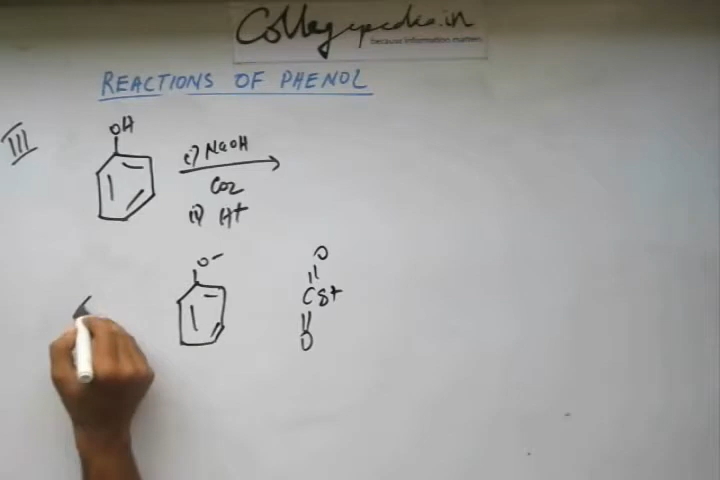 Collegepedia.in
because information matters
REACTIONS OF PHENOL
III
OH
i) NaOH
CO2
ii) H+
O-
O
C δ+
O